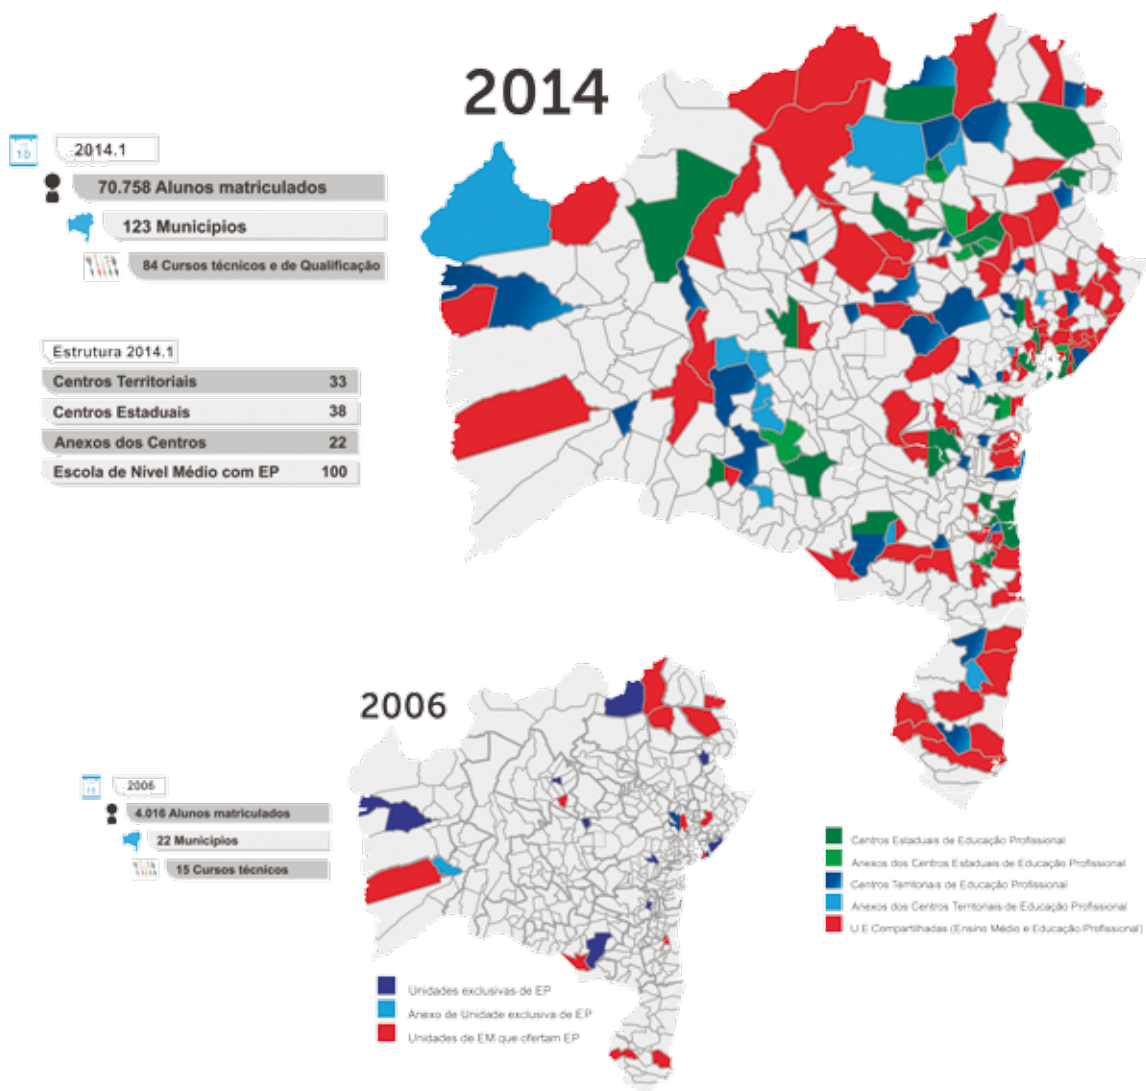 2014
2014.1
70.758 Alunos matriculados
123 Municípios
84 Cursos técnicos e de Qualificação
Estrutura 2014.1
Centros Territoriais 33
Centros Estaduais 38
Anexos dos Centros 22
Escola de Nivel Médio com EP 100
2006
2006
4.016 Alunos matriculados
22 Municípios
15 Cursos técnicos
Unidades exclusivas de EP
Anexo de Unidade exclusiva de EP
Unidades de EM que ofertam EP
Centros Estaduais de Educação Profissional
Anexos dos Centros Estaduais de Educação Profissional
Centros Territoriais de Educação Profissional
Anexos dos Centros Territoriais de Educação Profissional
U.E Compartilhadas (Ensino Médio e Educação Profissional)